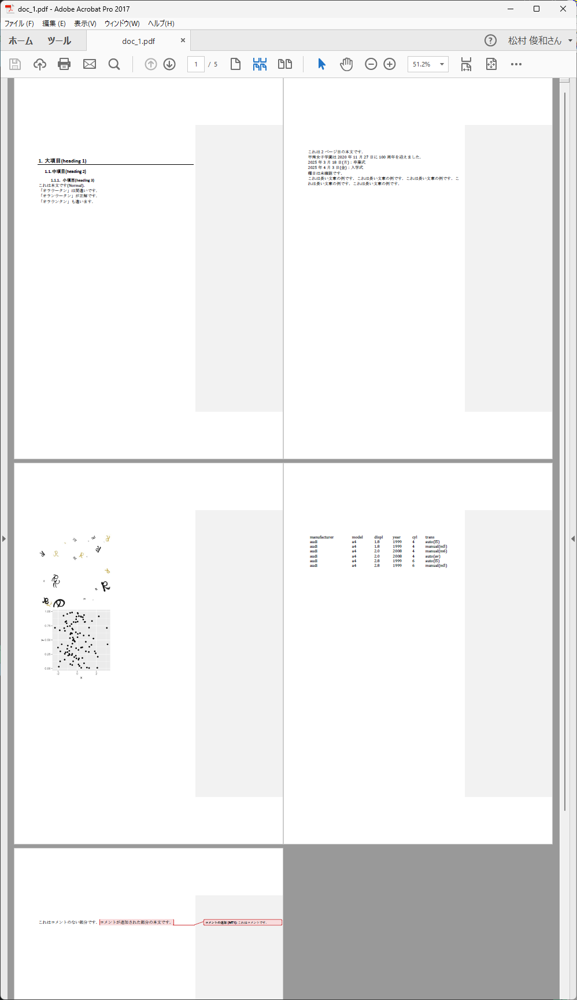 doc_1.pdf - Adobe Acrobat Pro 2017
ファイル (F) 編集 (E) 表示(V) ウィンドウ(W) ヘルプ(H)
ホーム ツール doc_1.pdf × ? 松村 俊和さん
1 / 5 51.2%
1. 大項目(heading 1)
1.1. 中項目(heading 2)
1.1.1. 小項目(heading 3)
これは本文です(Normal).
「オラウータン」は間違いです.
「オランウータン」が正解です.
「オラウンタン」も違います.
これは 2 ページ目の本文です.
甲南女子学園は 2020 年 11 月 27 日に 100 周年を迎えました.
2025 年 3 月 18 日(月)：卒業式
2025 年 4 月 3 日(金)：入学式
曜日は未確認です.
これは長い文章の例です. これは長い文章の例です. これは長い文章の例です. こ
れは長い文章の例です. これは長い文章の例です.
1.00
0.75
y 0.50
0.25
0.00
-2 0 2
x
manufacturer model displ year cyl trans
audi a4 1.8 1999 4 auto(l5)
audi a4 1.8 1999 4 manual(m5)
audi a4 2.0 2008 4 manual(m6)
audi a4 2.0 2008 4 auto(av)
audi a4 2.8 1999 6 auto(l5)
audi a4 2.8 1999 6 manual(m5)
これはコメントのない部分です. コメントが追加された部分の本文です.
コメントの追加 [MT1]: これはコメントです.